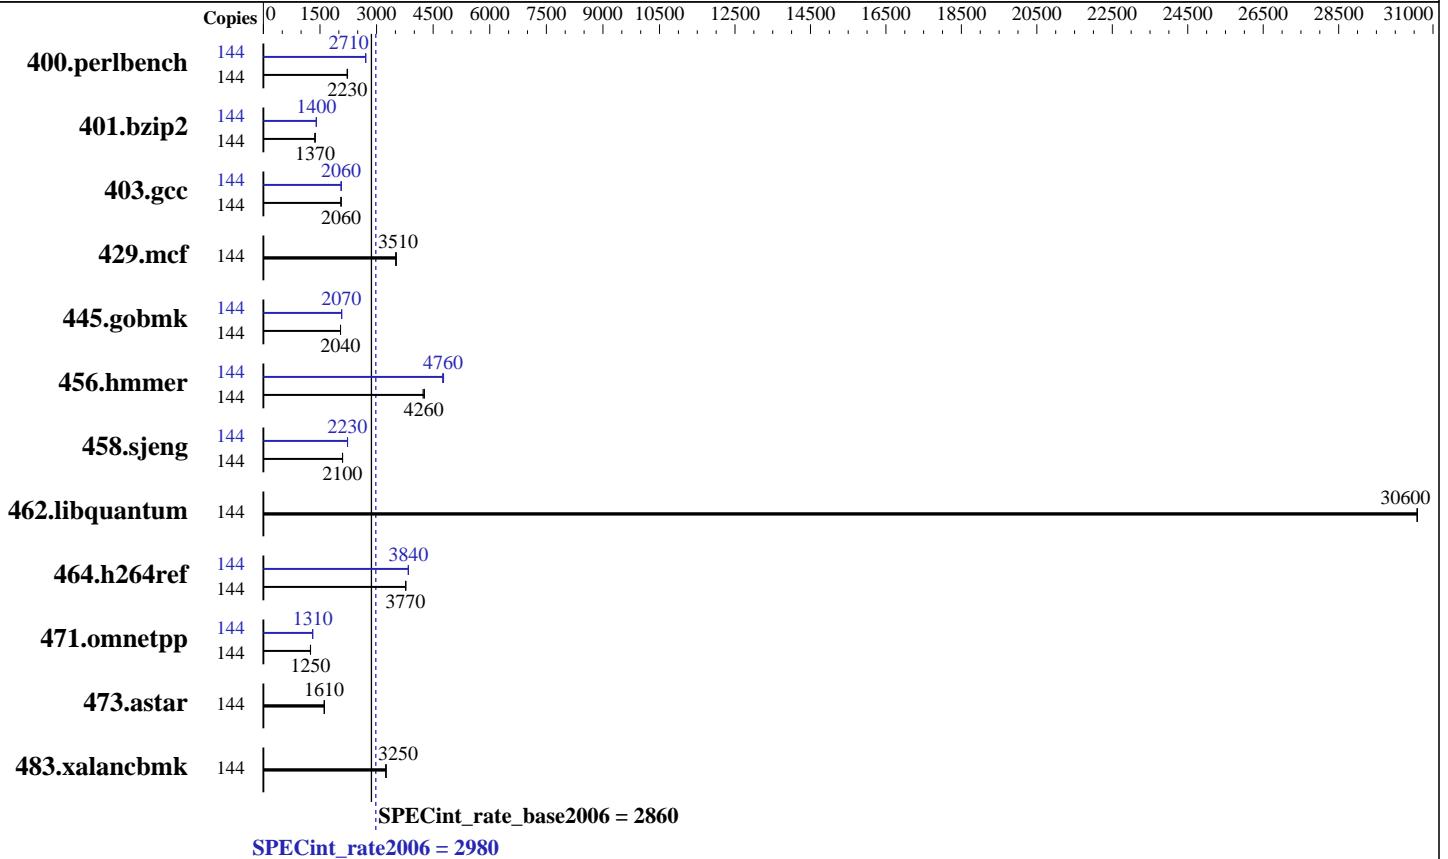 Copies 0 1500 3000 4500 6000 7500 9000 10500 12500 14500 16500 18500 20500 22500 24500 26500 28500 31000
400.perlbench 144 2710
144 2230
401.bzip2 144 1400
144 1370
403.gcc 144 2060
144 2060
429.mcf 144 3510
445.gobmk 144 2070
144 2040
456.hmmer 144 4760
144 4260
458.sjeng 144 2230
144 2100
462.libquantum 144 30600
464.h264ref 144 3840
144 3770
471.omnetpp 144 1310
144 1250
473.astar 144 1610
483.xalancbmk 144 3250
SPECint_rate_base2006 = 2860
SPECint_rate2006 = 2980